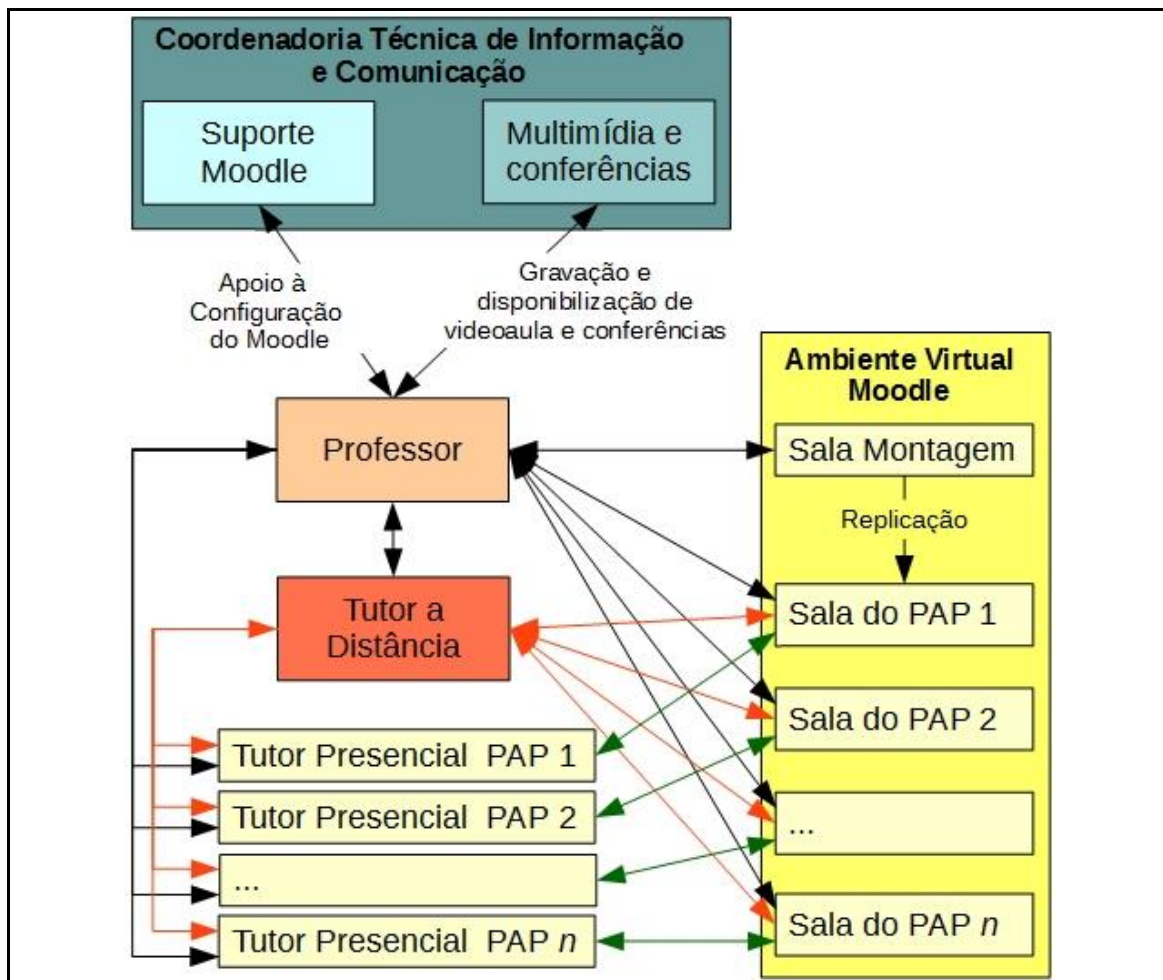 Coordenadoria Técnica de Informação
e Comunicação
Suporte
Moodle
Multimídia e
conferências
Apoio à
Configuração
do Moodle
Gravação e
disponibilização de
videoaula e conferências
Ambiente Virtual
Moodle
Professor
Sala Montagem
Replicação
Tutor a
Distância
Sala do PAP 1
Sala do PAP 2
...
Sala do PAP n
Tutor Presencial PAP 1
Tutor Presencial PAP 2
...
Tutor Presencial PAP n